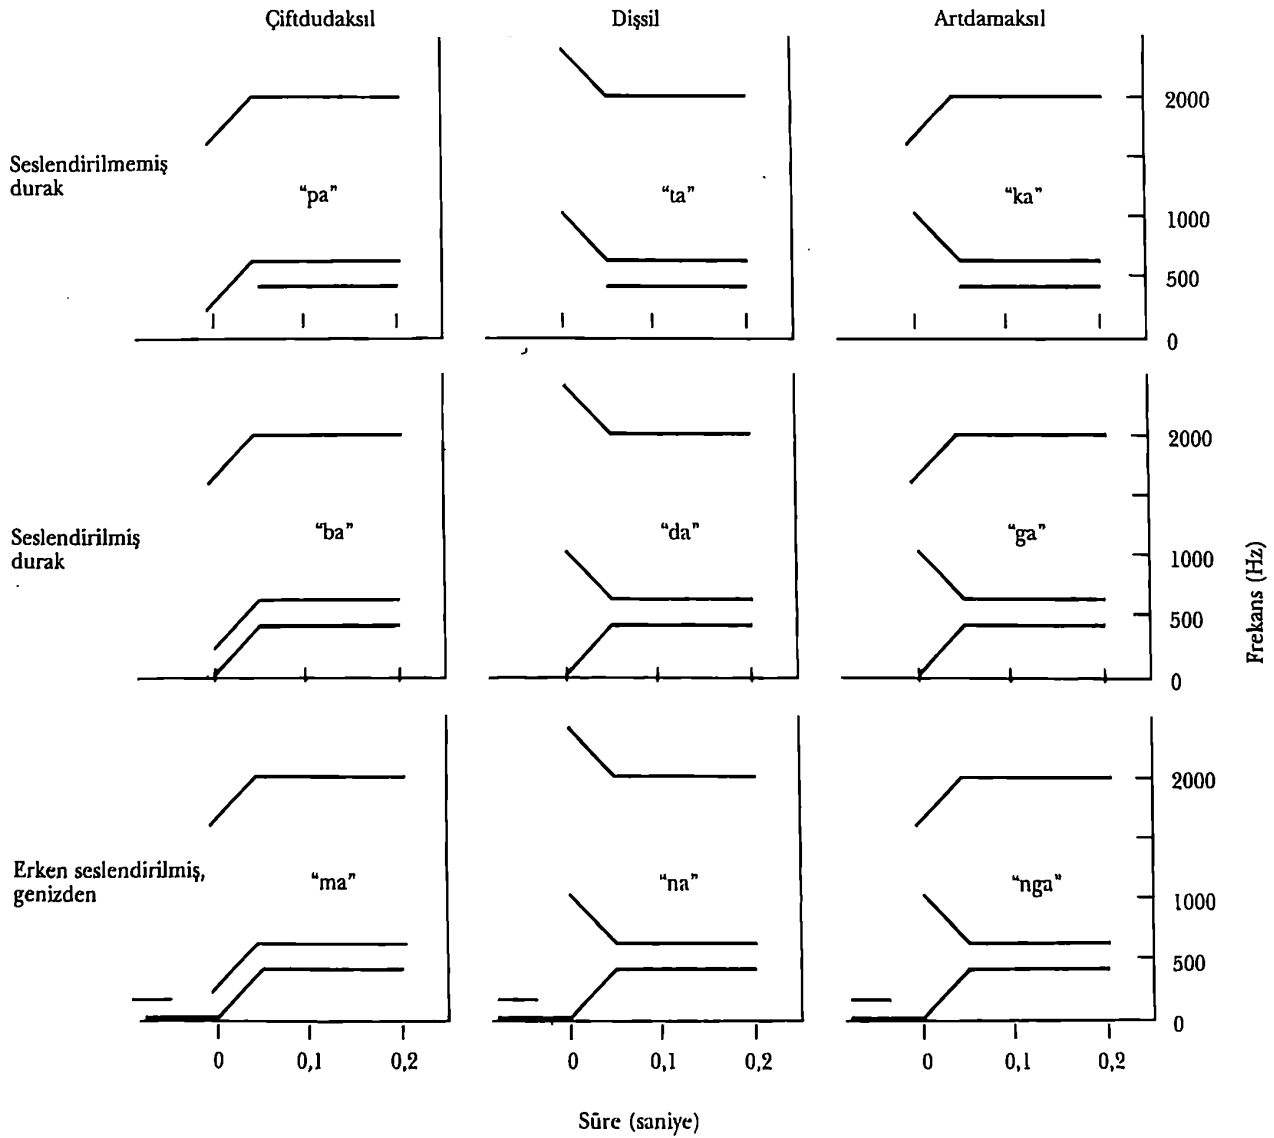 Çiftdudaksıl Dişsil Artdamaksıl
Seslendirilmemiş
durak
"pa" "ta" "ka"
2000
1000
500
0
Seslendirilmiş
durak
"ba" "da" "ga"
2000
1000
500
0
Frekans (Hz)
Erken seslendirilmiş,
genizden
"ma" "na" "nga"
2000
1000
500
0
0 0,1 0,2 0 0,1 0,2 0 0,1 0,2
Süre (saniye)